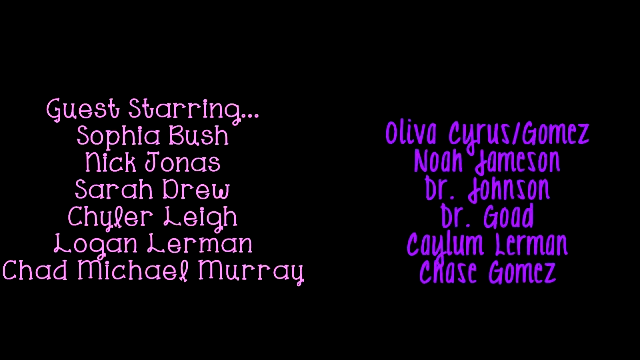 Guest Starring...
Sophia Bush
Nick Jonas
Sarah Drew
Chyler Leigh
Logan Lerman
Chad Michael Murray
Oliva Cyrus/Gomez
Noah Jameson
Dr. Johnson
Dr. Goad
Caylum Lerman
Chase Gomez